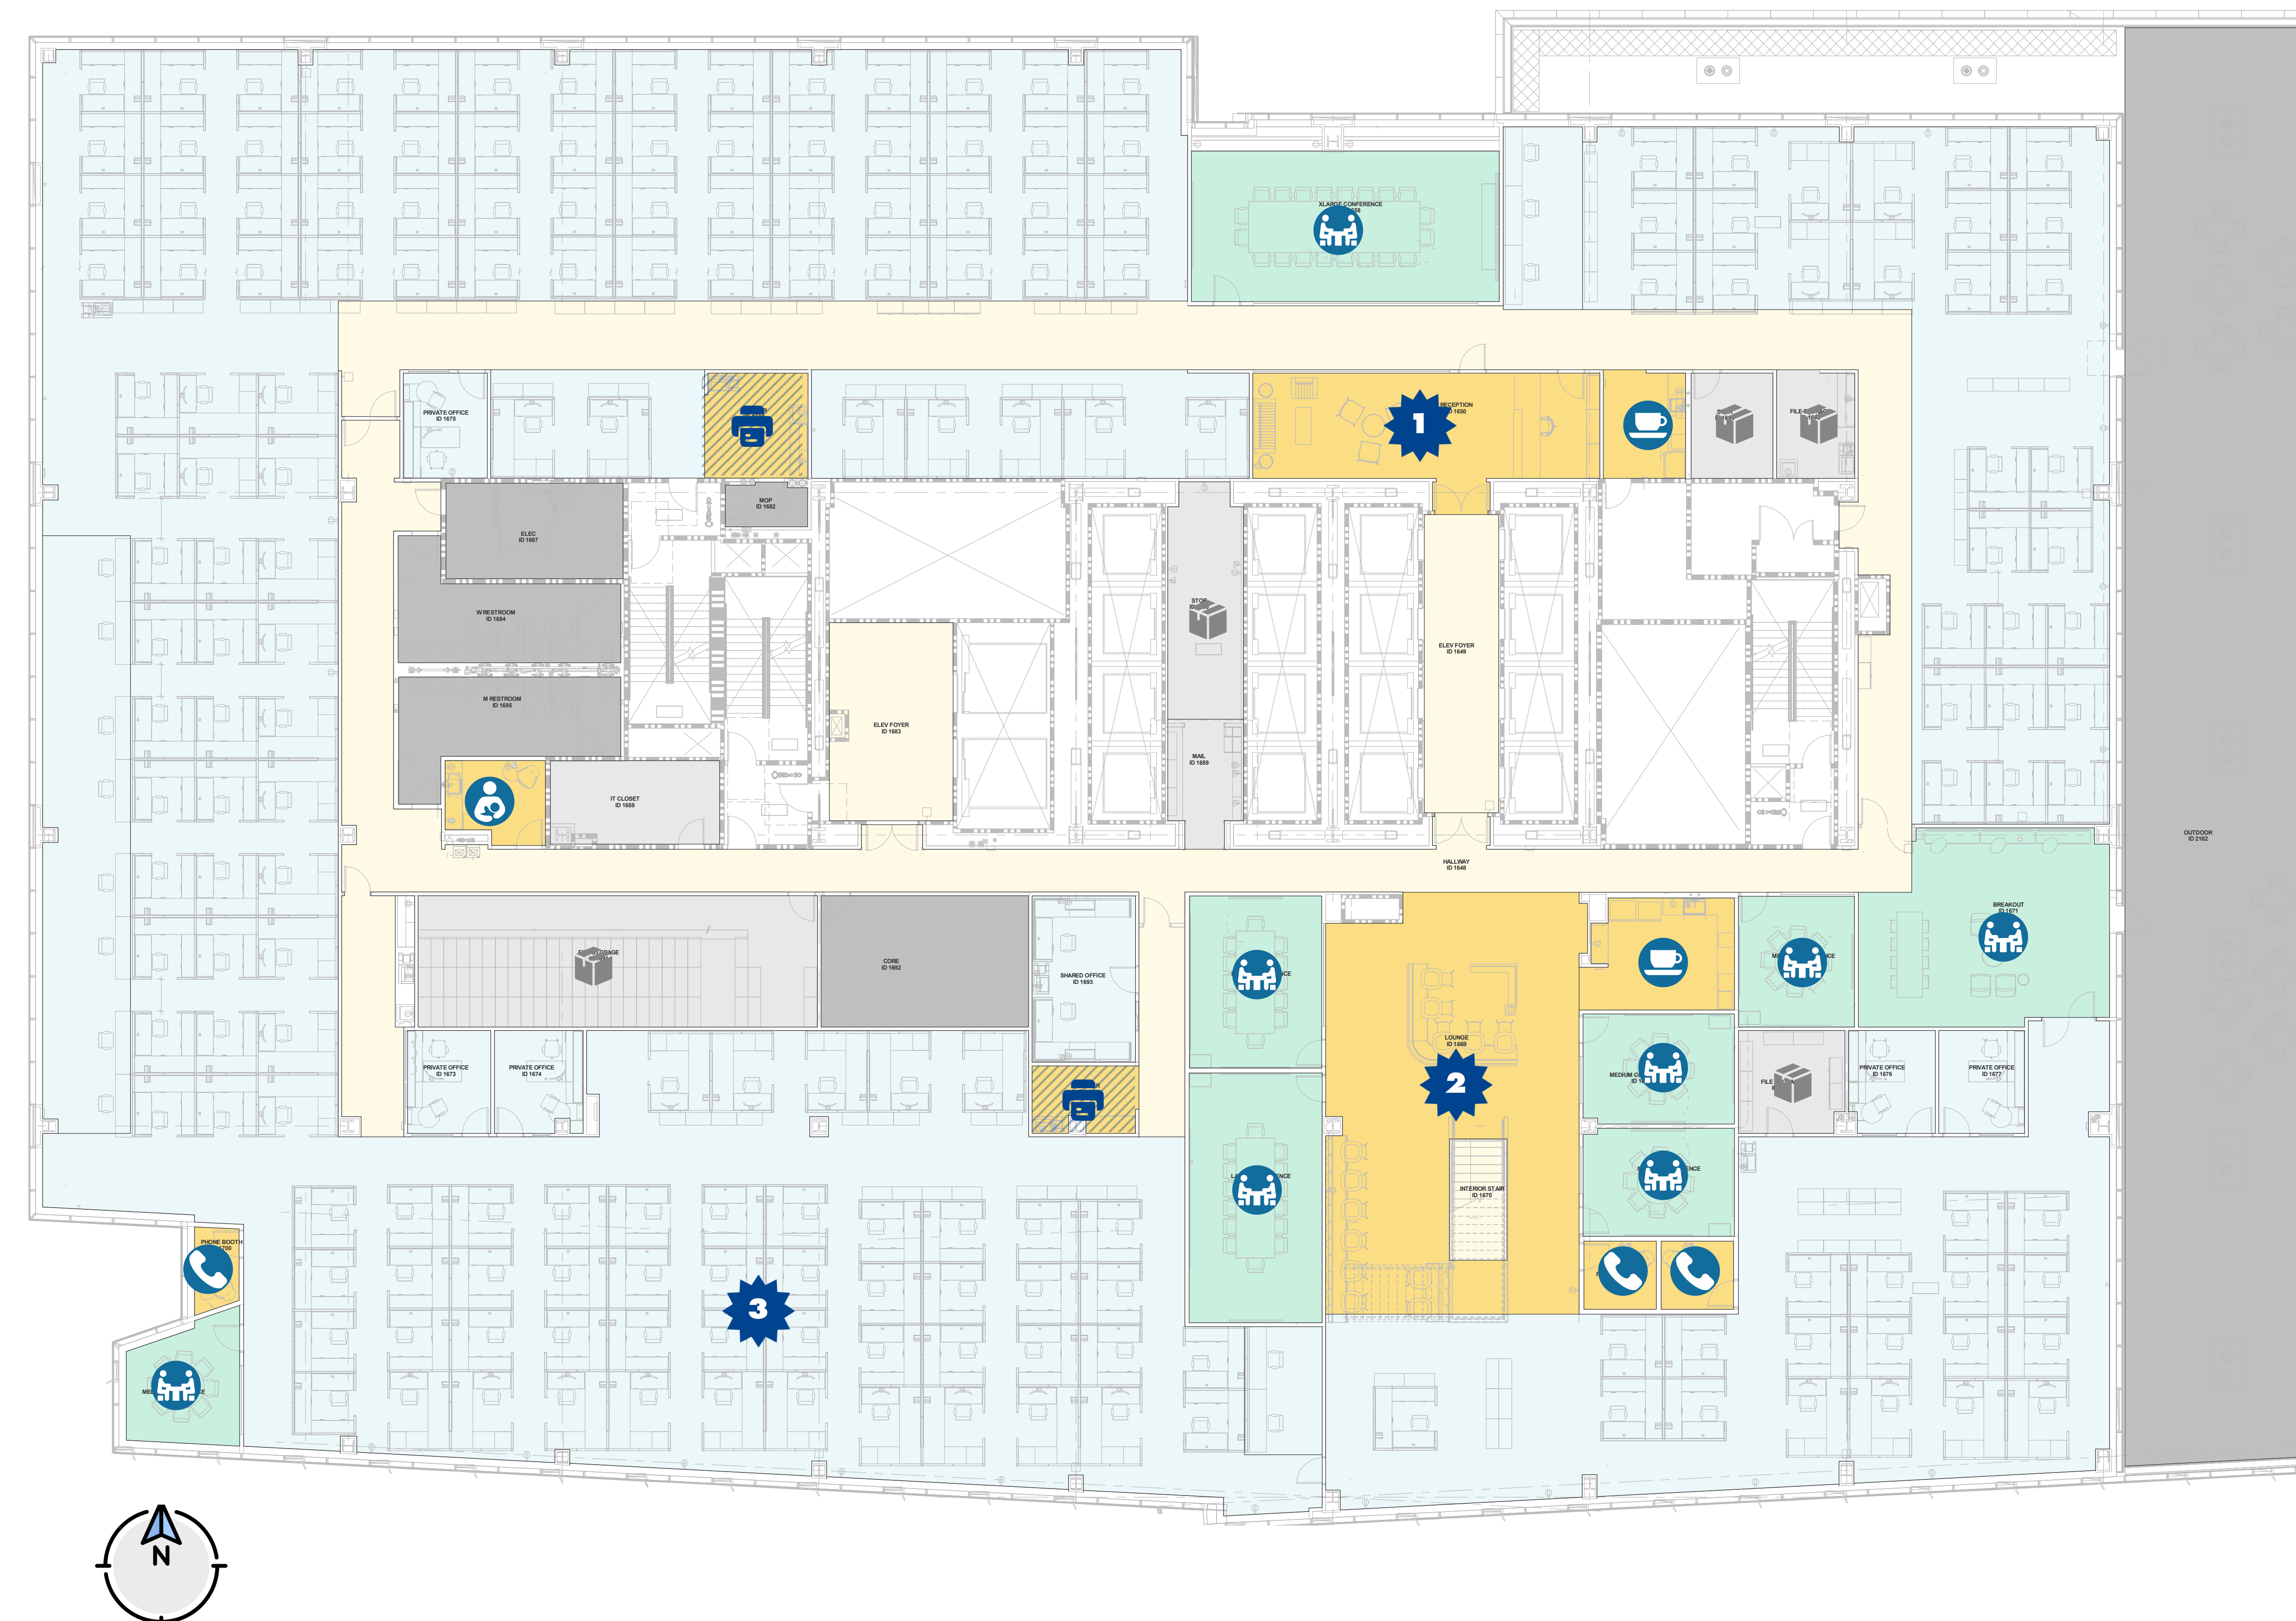 XLARGE CONFERENCE
1
RECEPTION
ID 1650
PRIVATE OFFICE
ID 1675
MOP
ID 1682
ELEC
ID 1687
W RESTROOM
ID 1684
ELEV FOYER
ID 1649
M RESTROOM
ID 1685
ELEV FOYER
ID 1683
MAIL
ID 1689
IT CLOSET
ID 1688
OUTDOOR
ID 2162
HALLWAY
ID 1648
BREAKOUT
ID 1671
CORE
ID 1692
SHARED OFFICE
ID 1693
LOUNGE
ID 1669
2
PRIVATE OFFICE
ID 1673
PRIVATE OFFICE
ID 1674
PRIVATE OFFICE
ID 1676
PRIVATE OFFICE
ID 1677
INTERIOR STAIR
ID 1670
PHONE BOOTH
3
N